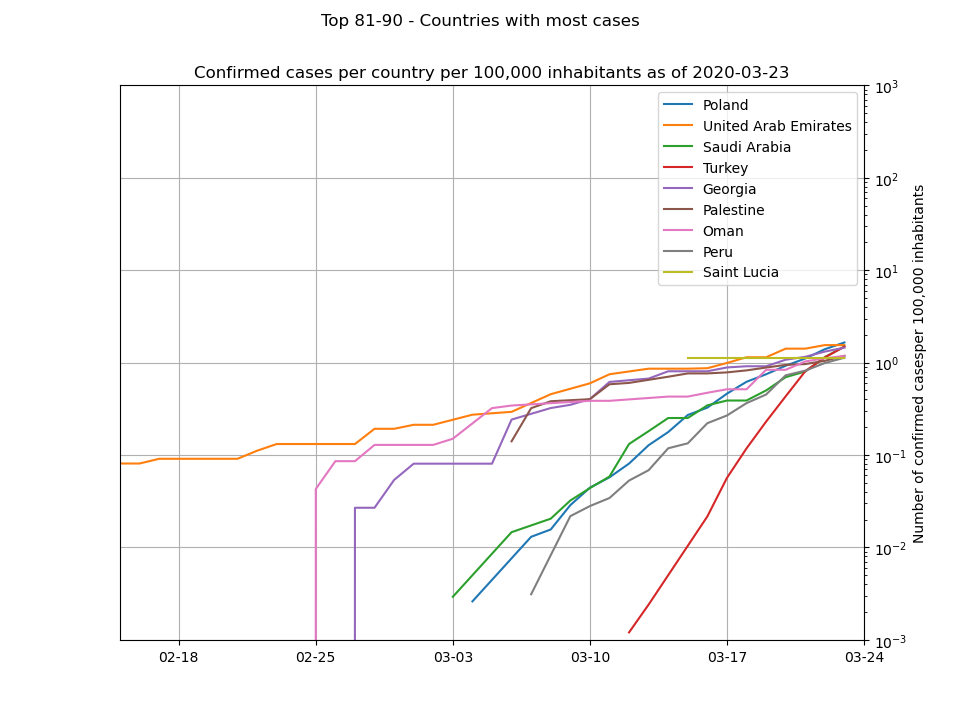 Top 81-90 - Countries with most cases
Confirmed cases per country per 100,000 inhabitants as of 2020-03-23
Poland
United Arab Emirates
Saudi Arabia
Turkey
Georgia
Palestine
Oman
Peru
Saint Lucia
10³
10²
10¹
10⁰
10⁻¹
10⁻²
10⁻³
Number of confirmed casesper 100,000 inhabitants
02-18
02-25
03-03
03-10
03-17
03-24